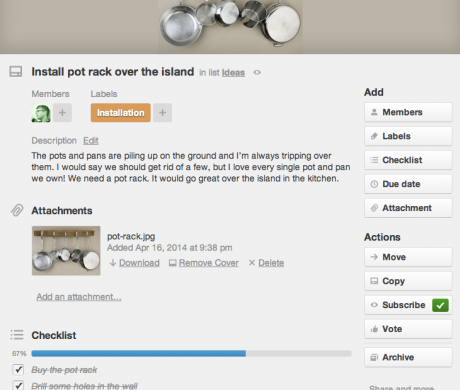 Install pot rack over the island in list Ideas
Members Labels
+ Installation +
Description Edit
The pots and pans are piling up on the ground and I'm always tripping over
them. I would say we should get rid of a few, but I love every single pot and pan
we own! We need a pot rack. It would go great over the island in the kitchen.
Attachments
pot-rack.jpg
Added Apr 16, 2014 at 9:38 pm
Download Remove Cover Delete
Add an attachment...
Checklist
67%
Buy the pot rack
Drill some holes in the wall
Add
Members
Labels
Checklist
Due date
Attachment
Actions
Move
Copy
Subscribe
Vote
Archive
Share and more